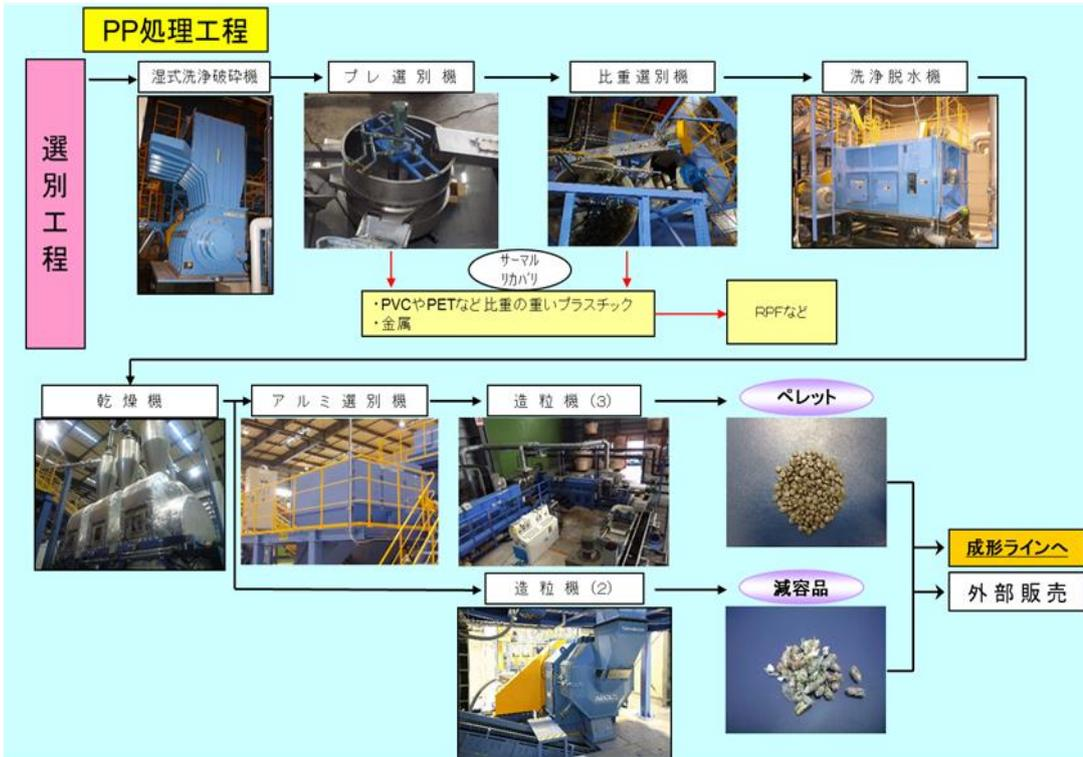 PP処理工程
選別工程
湿式洗浄破砕機
プレ選別機
比重選別機
洗浄脱水機
サーマル
リカバリ
・PVCやPETなど比重の重いプラスチック
・金属
RPFなど
乾燥機
アルミ選別機
造粒機(3)
ペレット
造粒機(2)
減容品
成形ラインへ
外部販売